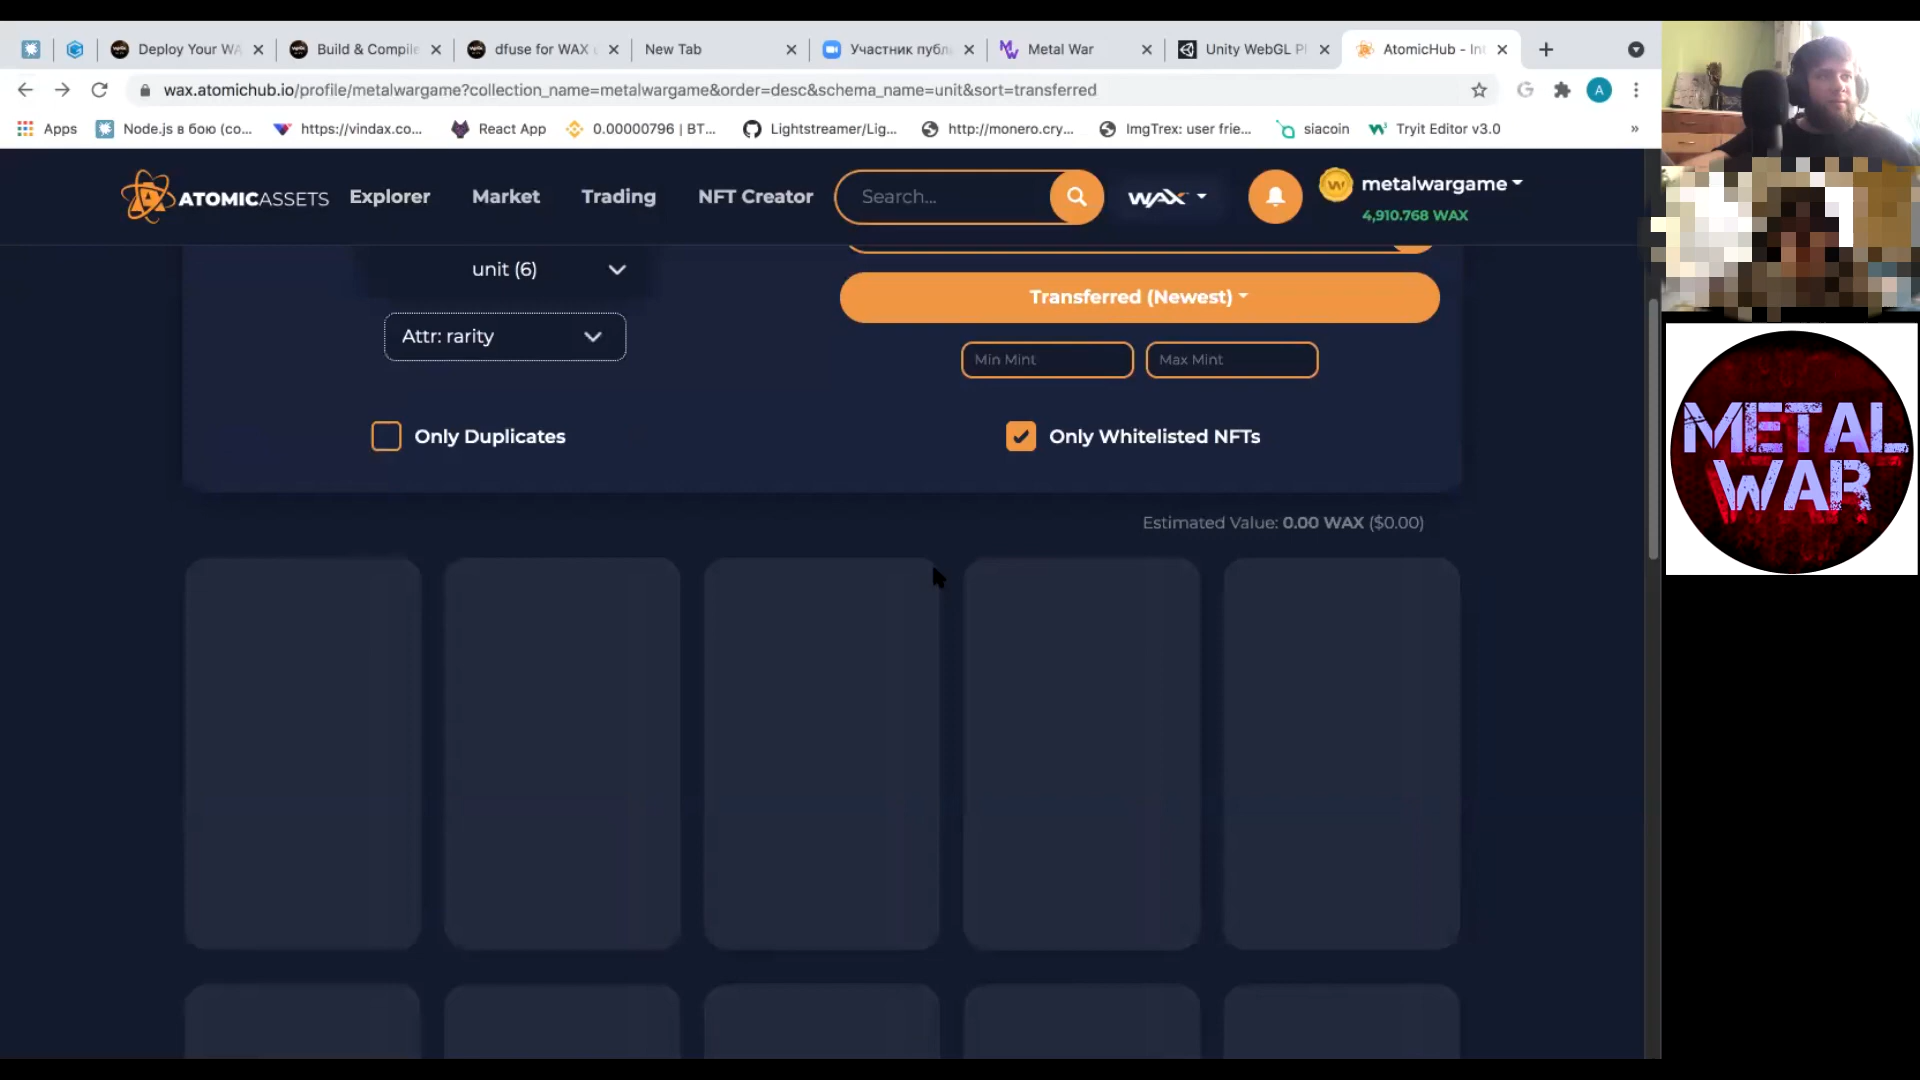 Deploy Your WA
Build & Compile
dfuse for WAX
New Tab
Участник публ
Metal War
Unity WebGL Pl
AtomicHub - Int
wax.atomichub.io/profile/metalwargame?collection_name=metalwargame&order=desc&schema_name=unit&sort=transferred
A
Apps
Node.js в бою (со...
https://vindax.co...
React App
0.00000796 | BT...
Lightstreamer/Lig...
http://monero.cry...
ImgTrex: user frie...
siacoin
Tryit Editor v3.0
»
ATOMICASSETS
Explorer
Market
Trading
NFT Creator
Search...
WAX
metalwargame
4,910.768 WAX
unit (6)
Transferred (Newest)
Attr: rarity
Min Mint
Max Mint
Only Duplicates
Only Whitelisted NFTs
Estimated Value: 0.00 WAX ($0.00)
METAL
WAR